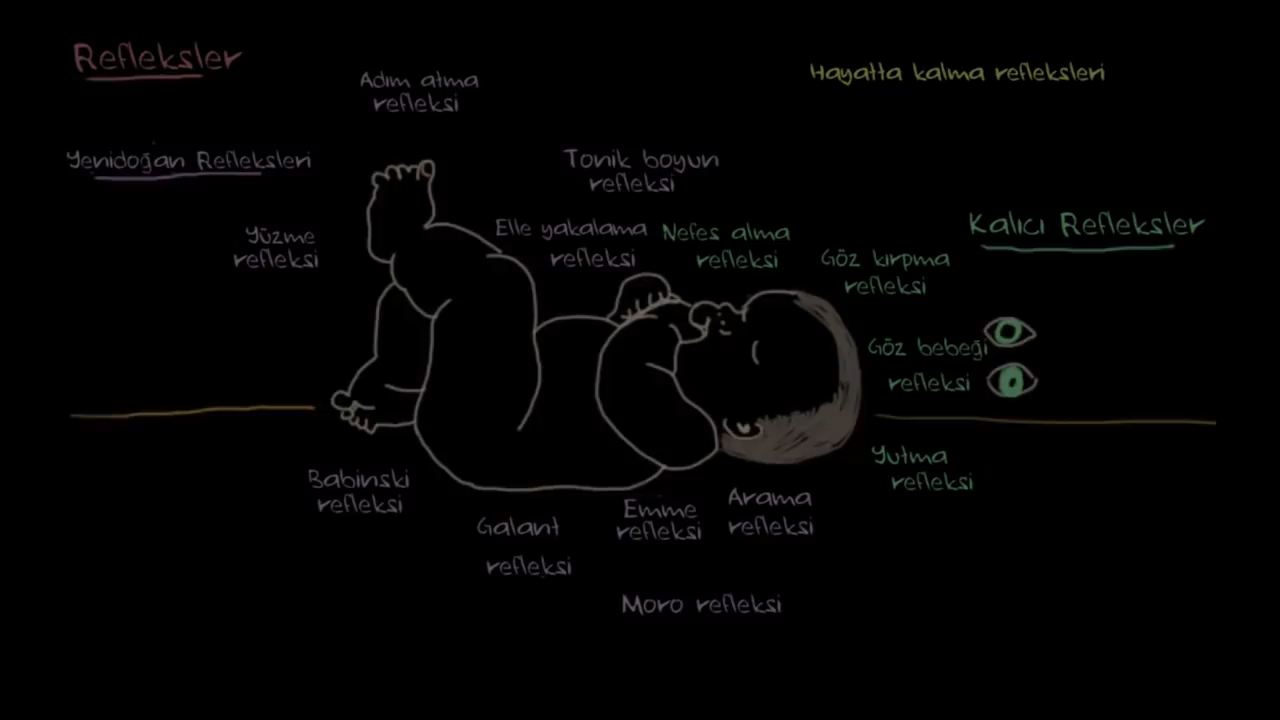 Refleksler
Adım atma
refleksi
Hayatta kalma refleksleri
Yenidoğan Refleksleri
Tonik boyun
refleksi
Yüzme
refleksi
Elle yakalama
refleksi
Nefes alma
refleksi
Kalıcı Refleksler
Göz kırpma
refleksi
Göz bebeği
refleksi
Yutma
refleksi
Babinski
refleksi
Galant
refleksi
Emme
refleksi
Arama
refleksi
Moro refleksi